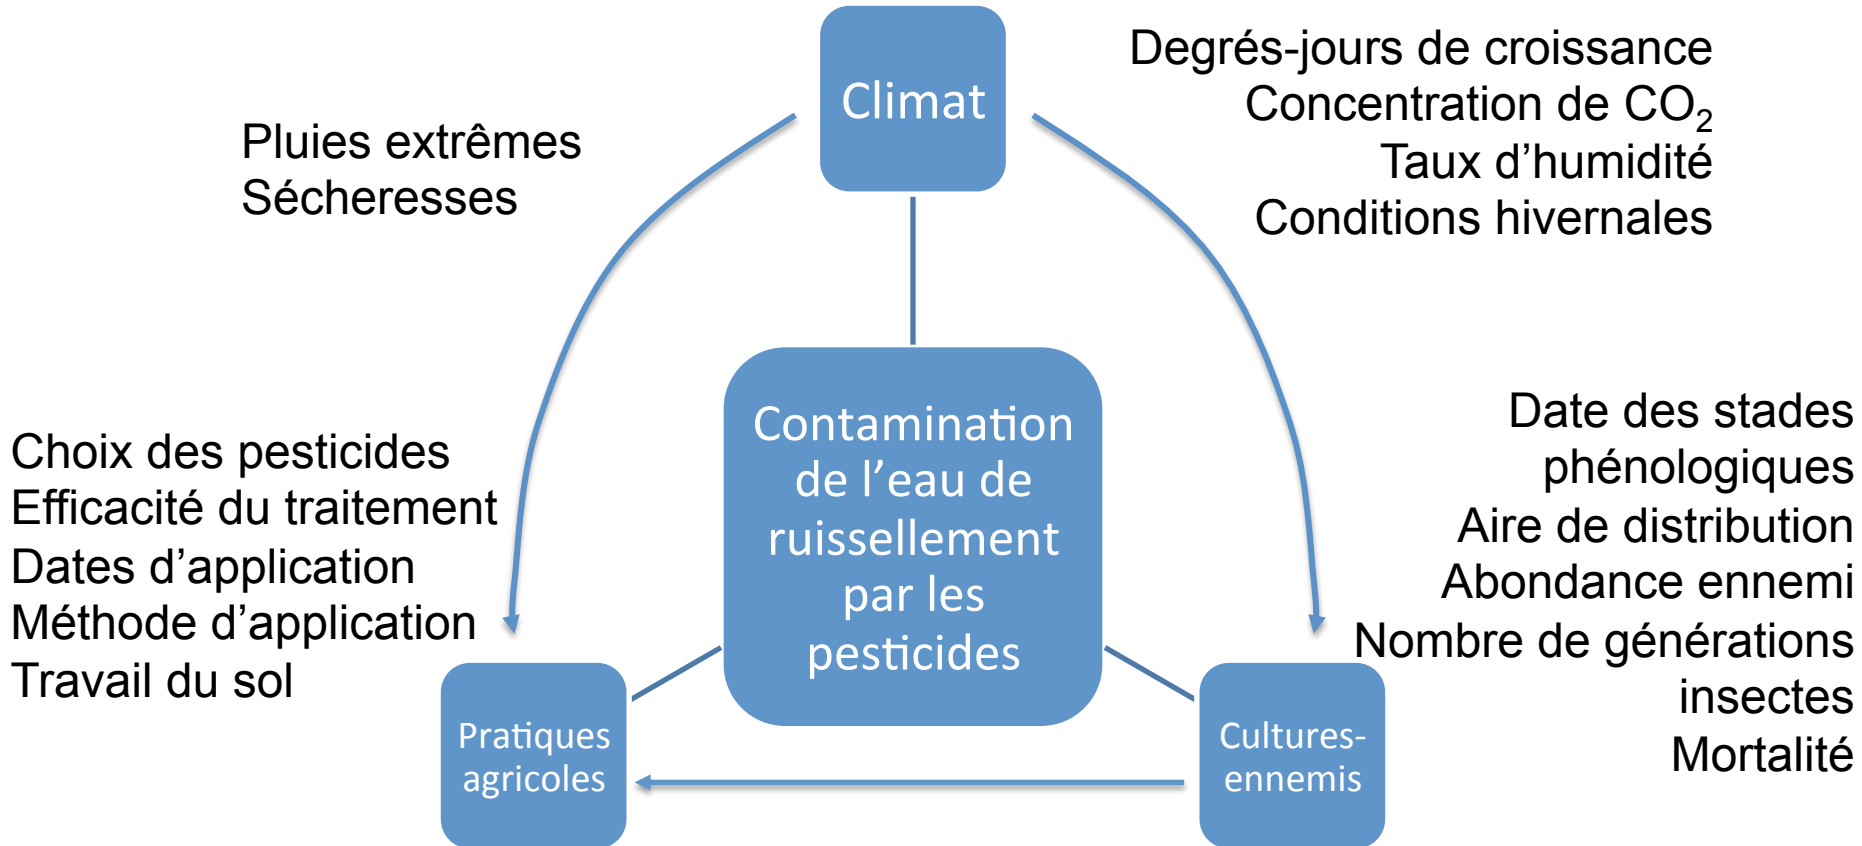 Climat
Degrés-jours de croissance
Concentration de CO₂
Taux d’humidité
Conditions hivernales
Pluies extrêmes
Sécheresses
Contamination
de l’eau de
ruissellement
par les
pesticides
Choix des pesticides
Efficacité du traitement
Dates d’application
Méthode d’application
Travail du sol
Date des stades
phénologiques
Aire de distribution
Abondance ennemi
Nombre de générations
insectes
Mortalité
Pratiques
agricoles
Cultures-
ennemis